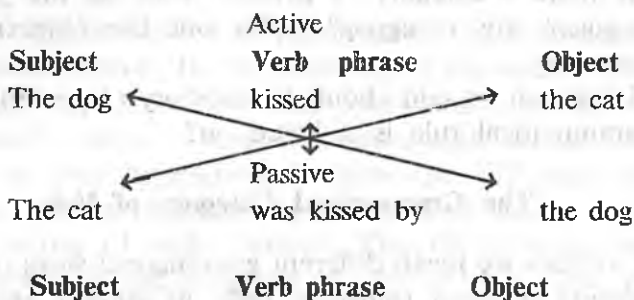 Active
Subject Verb phrase Object
The dog kissed the cat
Passive
The cat was kissed by the dog
Subject Verb phrase Object